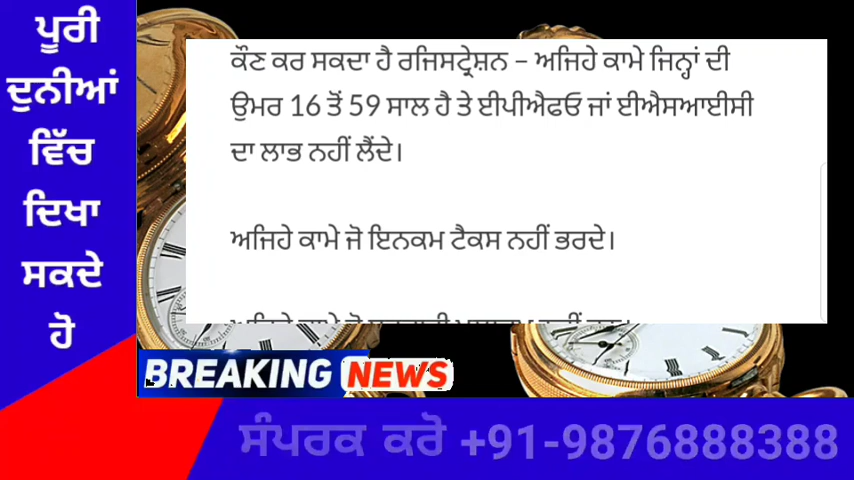 ਪੂਰੀ
ਦੁਨੀਆਂ
ਵਿੱਚ
ਦਿਖਾ
ਸਕਦੇ
ਹੋ
ਕੌਣ ਕਰ ਸਕਦਾ ਹੈ ਰਜਿਸਟ੍ਰੇਸ਼ਨ – ਅਜਿਹੇ ਕਾਮੇ ਜਿਨ੍ਹਾਂ ਦੀ
ਉਮਰ 16 ਤੋਂ 59 ਸਾਲ ਹੈ ਤੇ ਈਪੀਐਫਓ ਜਾਂ ਈਐਸਆਈਸੀ
ਦਾ ਲਾਭ ਨਹੀਂ ਲੈਂਦੇ।
ਅਜਿਹੇ ਕਾਮੇ ਜੋ ਇਨਕਮ ਟੈਕਸ ਨਹੀਂ ਭਰਦੇ।
BREAKING NEWS
ਸੰਪਰਕ ਕਰੋ +91-9876888388